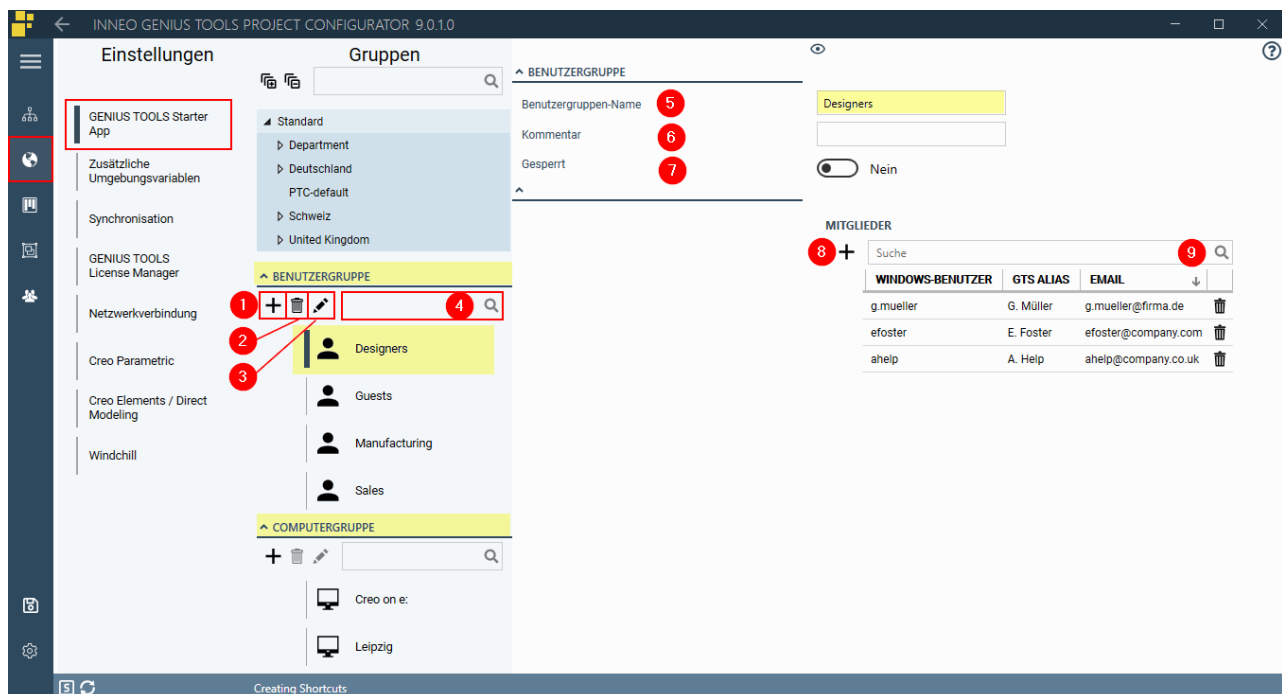 INNEO GENIUS TOOLS PROJECT CONFIGURATOR 9.0.1.0
Einstellungen
GENIUS TOOLS Starter
App
Zusätzliche
Umgebungsvariablen
Synchronisation
GENIUS TOOLS
License Manager
Netzwerkverbindung
Creo Parametric
Creo Elements / Direct
Modeling
Windchill
Gruppen
Standard
Department
Deutschland
PTC-default
Schweiz
United Kingdom
BENUTZERGRUPPE
1
4
2
3
Designers
Guests
Manufacturing
Sales
COMPUTERGRUPPE
Creo on e:
Leipzig
BENUTZERGRUPPE
Benutzergruppen-Name 5 Designers
Kommentar 6
Gesperrt 7 Nein
MITGLIEDER
8 Suche 9
WINDOWS-BENUTZER GTS ALIAS EMAIL
g.mueller G. Müller g.mueller@firma.de
efoster E. Foster efoster@company.com
ahelp A. Help ahelp@company.co.uk
S Creating Shortcuts